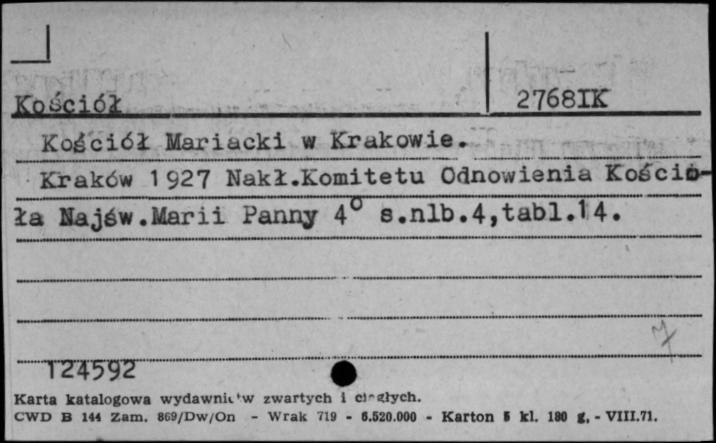 Kościół
2768IK
Kościół Mariacki w Krakowie.
Kraków 1927 Nakł.Komitetu Odnowienia Kościo-
ła Najśw.Marii Panny 4° s.nlb.4,tabl.14.
124592
Karta katalogowa wydawnictw zwartych i ciągłych.
CWD B 144 Zam. 869/Dw/On - Wrak 719 - 6.520.000 - Karton 5 kl. 180 g. - VIII.71.